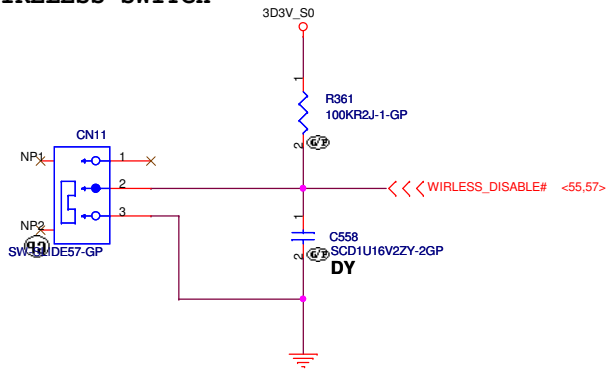 3D3V_S0
1
R361
100KR2J-1-GP
2
G/P
CN11
NP1
1
2
3
NP2
WIRLESS_DISABLE# <55,57>
1
C558
SCD1U16V2ZY-2GP
2
G/P
DY